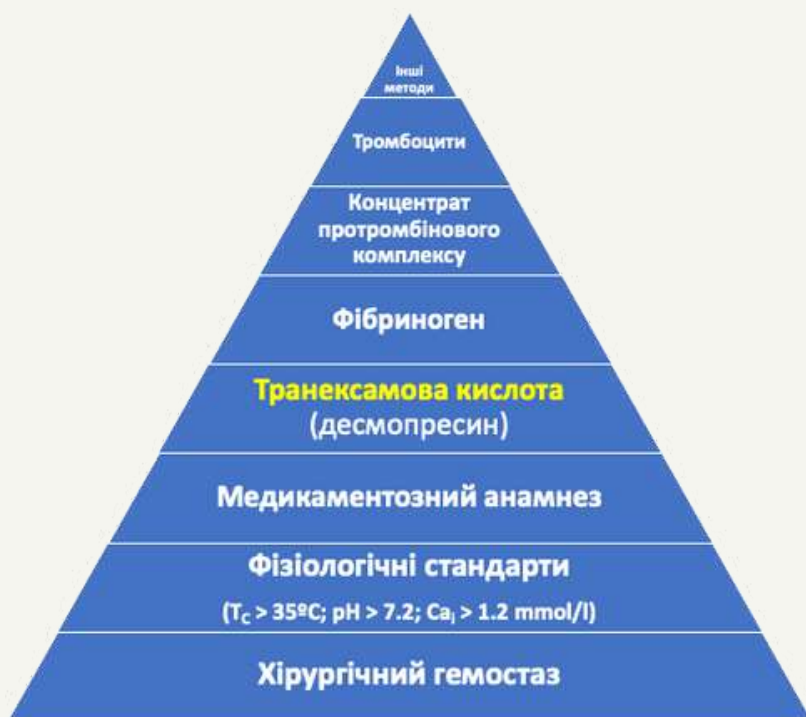 Інші
методи
Тромбоцити
Концентрат
протромбінового
комплексу
Фібриноген
Транексамова кислота
(десмопресин)
Медикаментозний анамнез
Фізіологічні стандарти
(TC > 35ºC; pH > 7.2; Cai > 1.2 mmol/l)
Хірургічний гемостаз